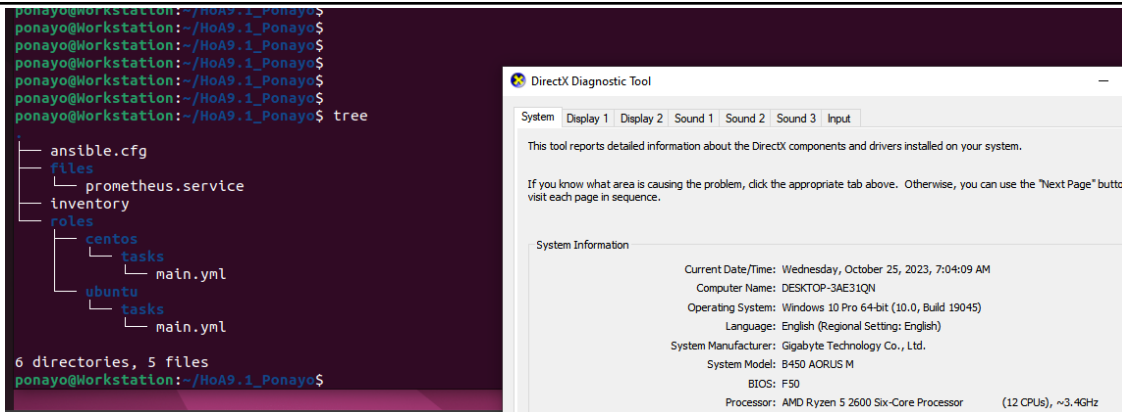 ponayo@Workstation:~/HoA9.1_Ponayo$
ponayo@Workstation:~/HoA9.1_Ponayo$
ponayo@Workstation:~/HoA9.1_Ponayo$
ponayo@Workstation:~/HoA9.1_Ponayo$
ponayo@Workstation:~/HoA9.1_Ponayo$
ponayo@Workstation:~/HoA9.1_Ponayo$
ponayo@Workstation:~/HoA9.1_Ponayo$ tree
.
├── ansible.cfg
├── files
│   └── prometheus.service
├── inventory
└── roles
    ├── centos
    │   └── tasks
    │       └── main.yml
    └── ubuntu
        └── tasks
            └── main.yml
6 directories, 5 files
ponayo@Workstation:~/HoA9.1_Ponayo$
DirectX Diagnostic Tool
System Display 1 Display 2 Sound 1 Sound 2 Sound 3 Input
This tool reports detailed information about the DirectX components and drivers installed on your system.
If you know what area is causing the problem, click the appropriate tab above. Otherwise, you can use the "Next Page" butto
visit each page in sequence.
System Information
Current Date/Time: Wednesday, October 25, 2023, 7:04:09 AM
Computer Name: DESKTOP-3AE31QN
Operating System: Windows 10 Pro 64-bit (10.0, Build 19045)
Language: English (Regional Setting: English)
System Manufacturer: Gigabyte Technology Co., Ltd.
System Model: B450 AORUS M
BIOS: F50
Processor: AMD Ryzen 5 2600 Six-Core Processor (12 CPUs), ~3.4GHz